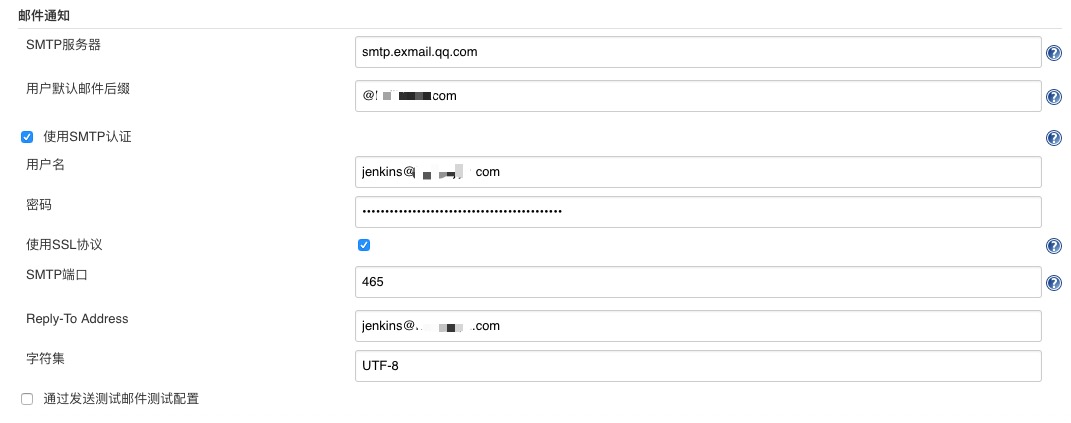 邮件通知
SMTP服务器
smtp.exmail.qq.com
用户默认邮件后缀
@ com
使用SMTP认证
用户名
jenkins@ com
密码
••••••••••••••••••••••••••••••••••••••••••••
使用SSL协议
SMTP端口
465
Reply-To Address
jenkins@ .com
字符集
UTF-8
通过发送测试邮件测试配置